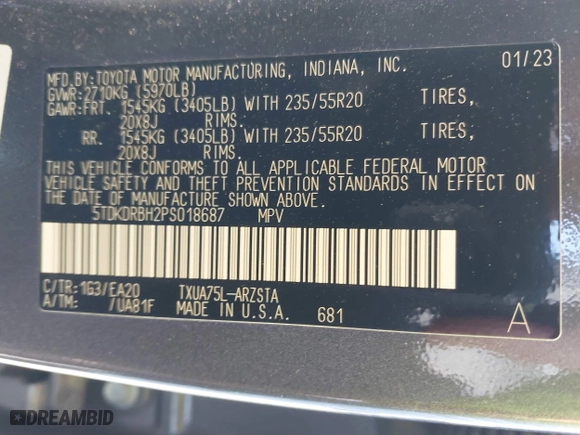 MFD.BY:TOYOTA MOTOR MANUFACTURING, INDIANA, INC. 01/23
GVWR:2710KG (5970LB)
GAWR:FRT. 1545KG (3405LB) WITH 235/55R20 TIRES,
20X8J RIMS.
RR. 1545KG (3405LB) WITH 235/55R20 TIRES,
20X8J RIMS.
THIS VEHICLE CONFORMS TO ALL APPLICABLE FEDERAL MOTOR
VEHICLE SAFETY AND THEFT PREVENTION STANDARDS IN EFFECT ON
THE DATE OF MANUFACTURE SHOWN ABOVE.
5TDKDRBH2PS018687 MPV
C/TR:1G3/EA20 TXUA75L-ARZSTA
A/TM: /UA81F MADE IN U.S.A. 681 A
DREAMBID